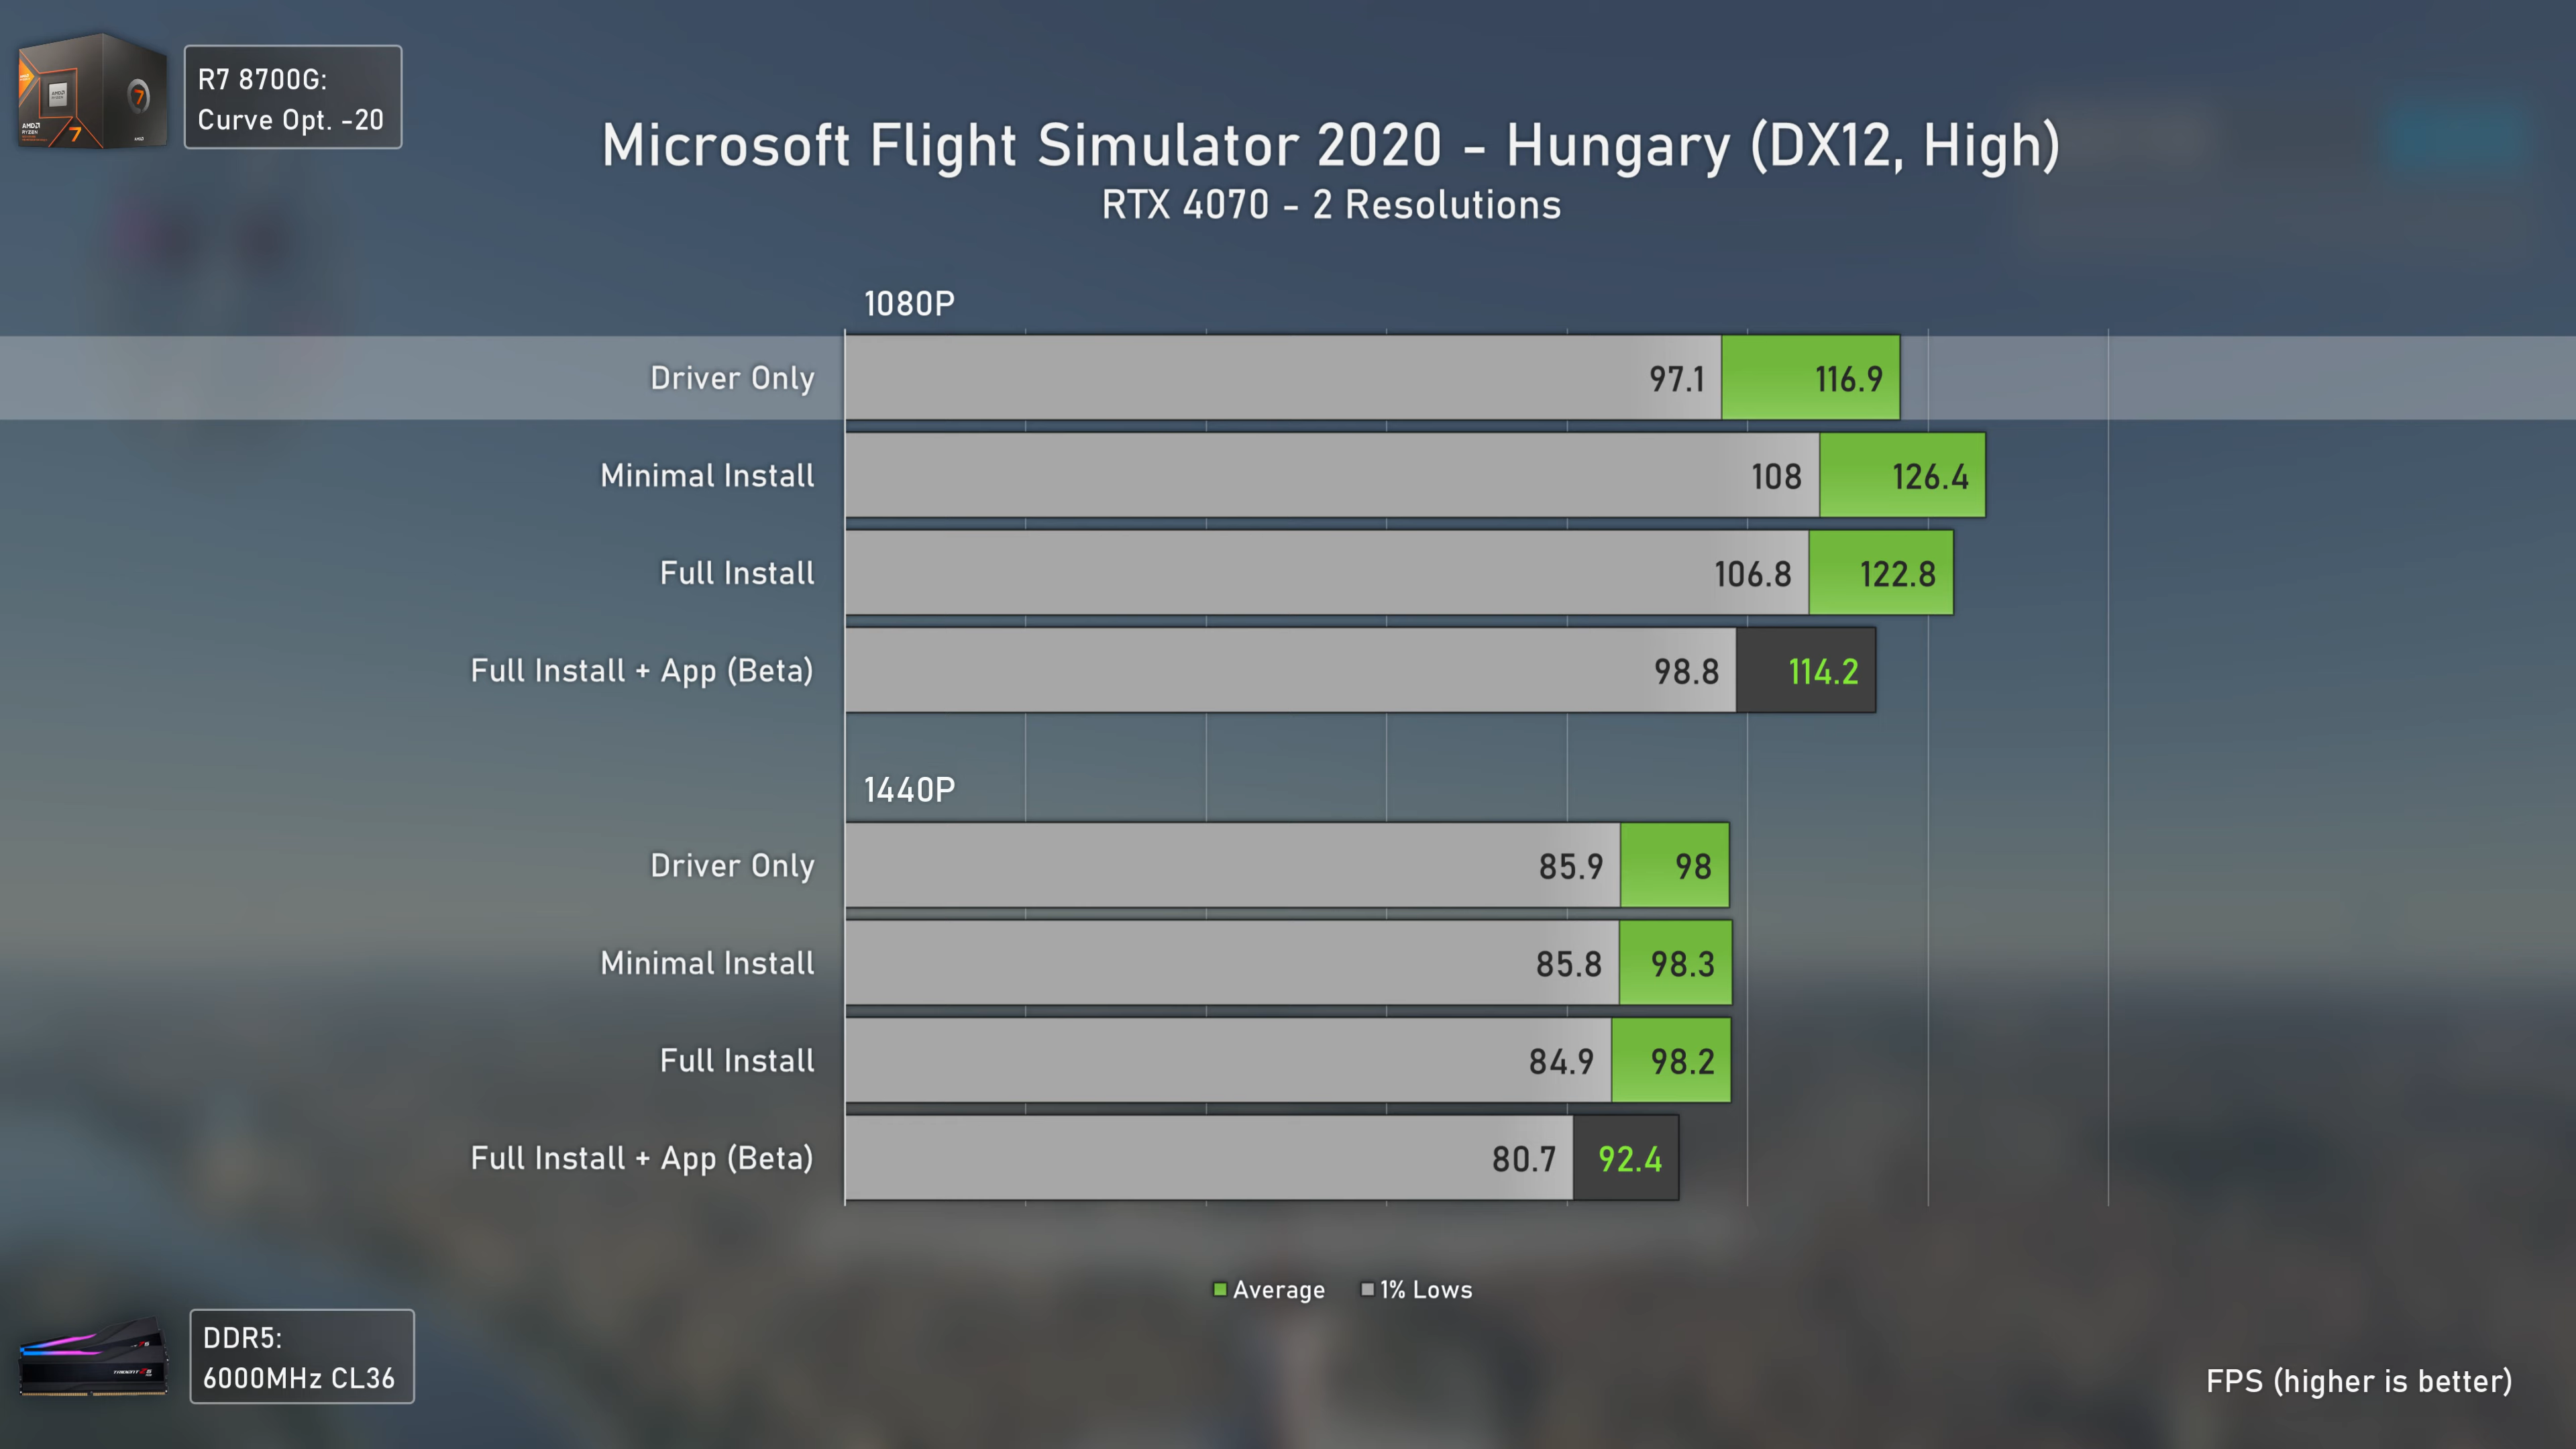 R7 8700G:
Curve Opt. -20
AMD
RYZEN
7
7
Microsoft Flight Simulator 2020 - Hungary (DX12, High)
RTX 4070 - 2 Resolutions
1080P
Driver Only 97.1 116.9
Minimal Install 108 126.4
Full Install 106.8 122.8
Full Install + App (Beta) 98.8 114.2
1440P
Driver Only 85.9 98
Minimal Install 85.8 98.3
Full Install 84.9 98.2
Full Install + App (Beta) 80.7 92.4
Average 1% Lows
DDR5:
6000MHz CL36
FPS (higher is better)